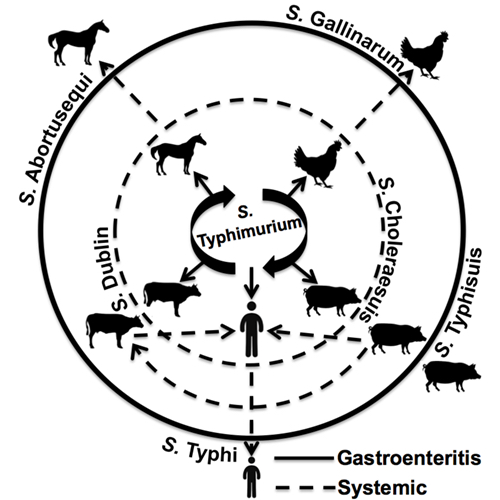 S. Gallinarum
S. Abortusequi
S.
Typhimurium
S. Choleraesuis
S. Dublin
S. Typhisuis
S. Typhi
Gastroenteritis
Systemic